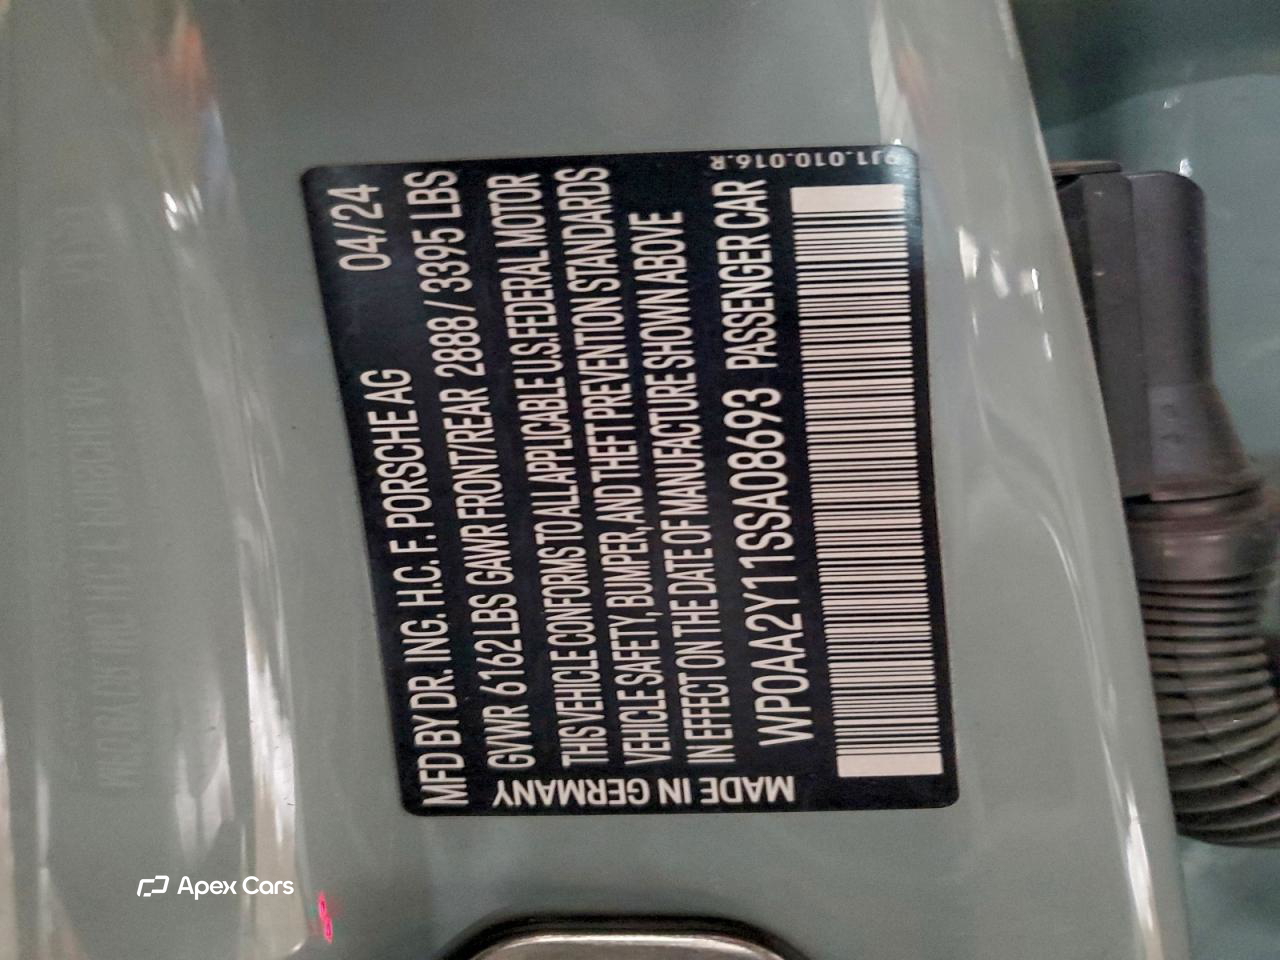 MFD BY DR. ING. H.C. F. PORSCHE AG 04/24
GVWR 6162 LBS GAWR FRONT/REAR 2888 / 3395 LBS
THIS VEHICLE CONFORMS TO ALL APPLICABLE U.S. FEDERAL MOTOR
VEHICLE SAFETY, BUMPER, AND THEFT PREVENTION STANDARDS
IN EFFECT ON THE DATE OF MANUFACTURE SHOWN ABOVE
WP0AA2Y11SSA08693 PASSENGER CAR
MADE IN GERMANY
9J1.010.016.R
Apex Cars